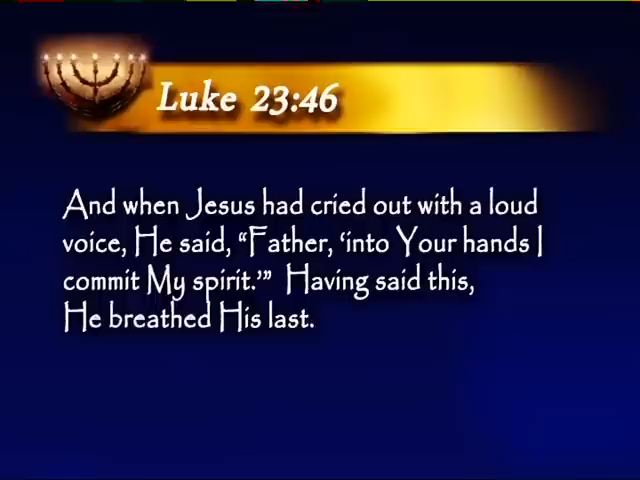 Luke 23:46
And when Jesus had cried out with a loud
voice, He said, “Father, ‘into Your hands I
commit My spirit.’” Having said this,
He breathed His last.